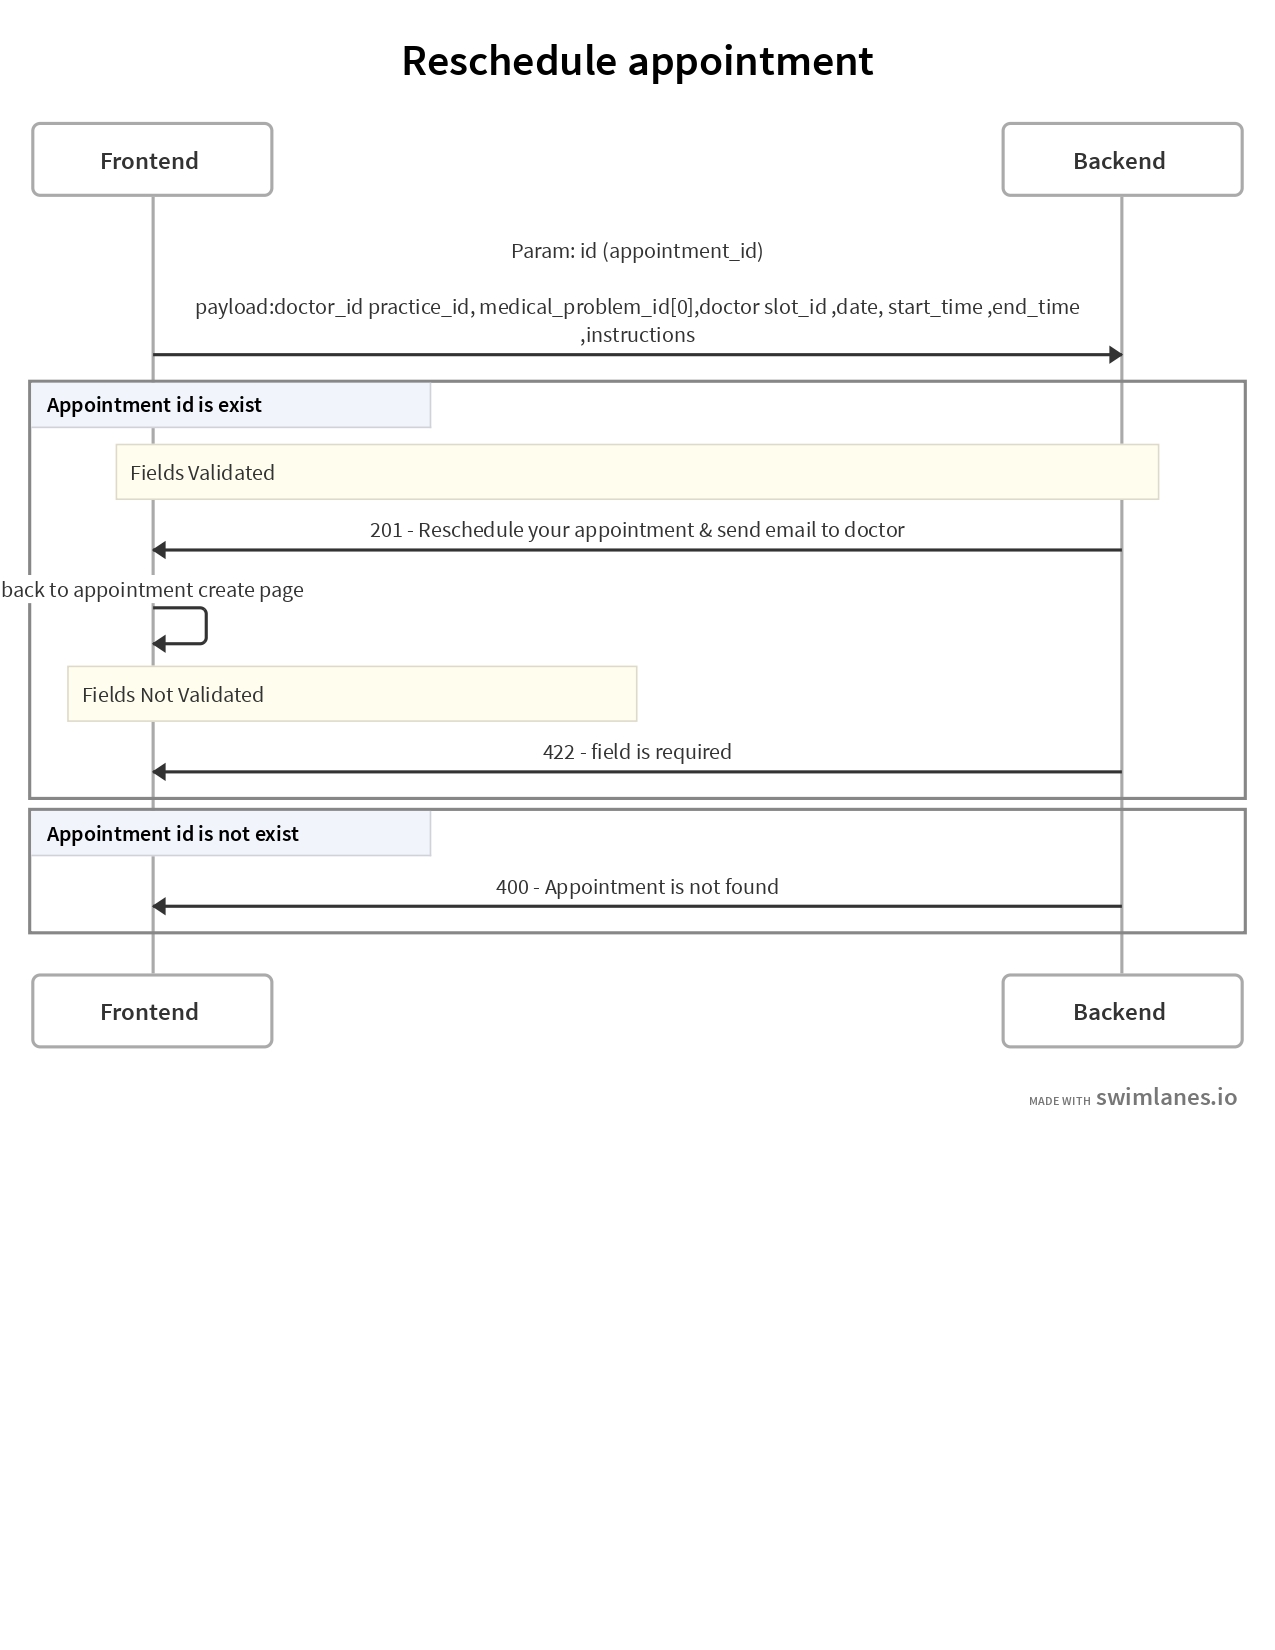 Reschedule appointment
Frontend
Backend
Param: id (appointment_id)
payload:doctor_id practice_id, medical_problem_id[0],doctor slot_id ,date, start_time ,end_time
,instructions
Appointment id is exist
Fields Validated
201 - Reschedule your appointment & send email to doctor
back to appointment create page
Fields Not Validated
422 - field is required
Appointment id is not exist
400 - Appointment is not found
Frontend
Backend
MADE WITH swimlanes.io